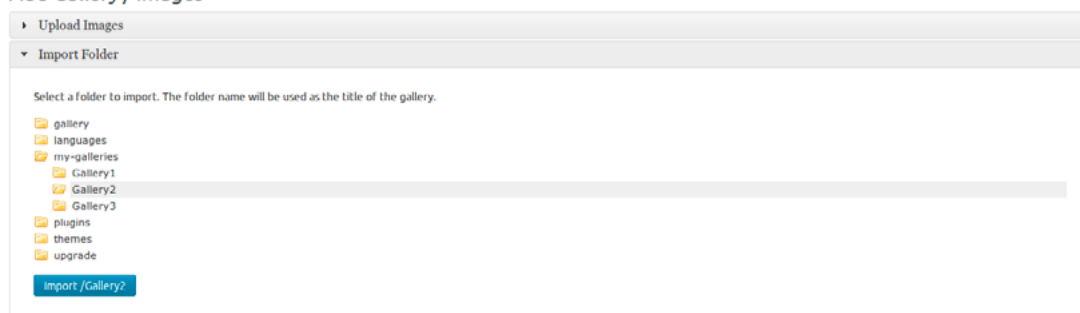 Upload Images
Import Folder
Select a folder to import. The folder name will be used as the title of the gallery.
gallery
languages
my-galleries
Gallery1
Gallery2
Gallery3
plugins
themes
upgrade
Import /Gallery2